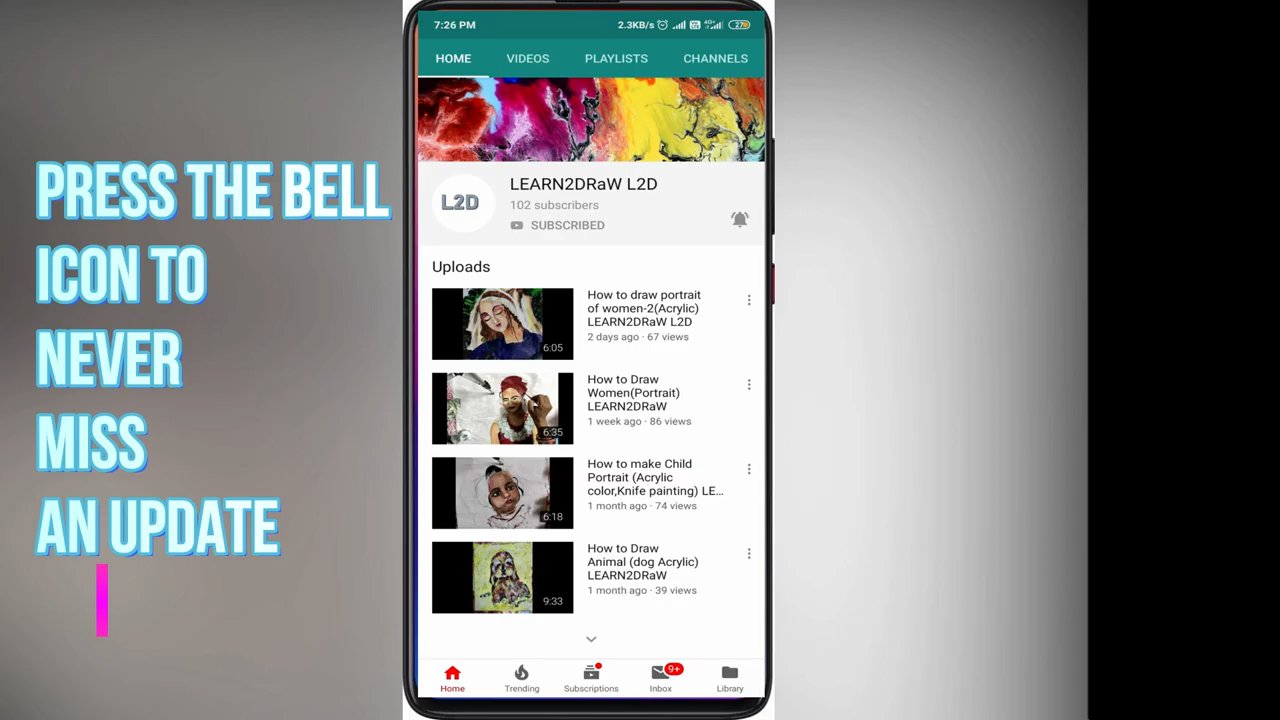 PRESS THE BELL
ICON TO
NEVER
MISS
AN UPDATE
7:26 PM
2.3KB/s
27
HOME VIDEOS PLAYLISTS CHANNELS
L2D
LEARN2DRaW L2D
102 subscribers
SUBSCRIBED
Uploads
How to draw portrait
of women-2(Acrylic)
LEARN2DRaW L2D
2 days ago · 67 views
6:05
How to Draw
Women(Portrait)
LEARN2DRaW
1 week ago · 86 views
6:35
How to make Child
Portrait (Acrylic
color,Knife painting) LE...
1 month ago · 74 views
6:18
How to Draw
Animal (dog Acrylic)
LEARN2DRaW
1 month ago · 39 views
9:33
9+
Home Trending Subscriptions Inbox Library